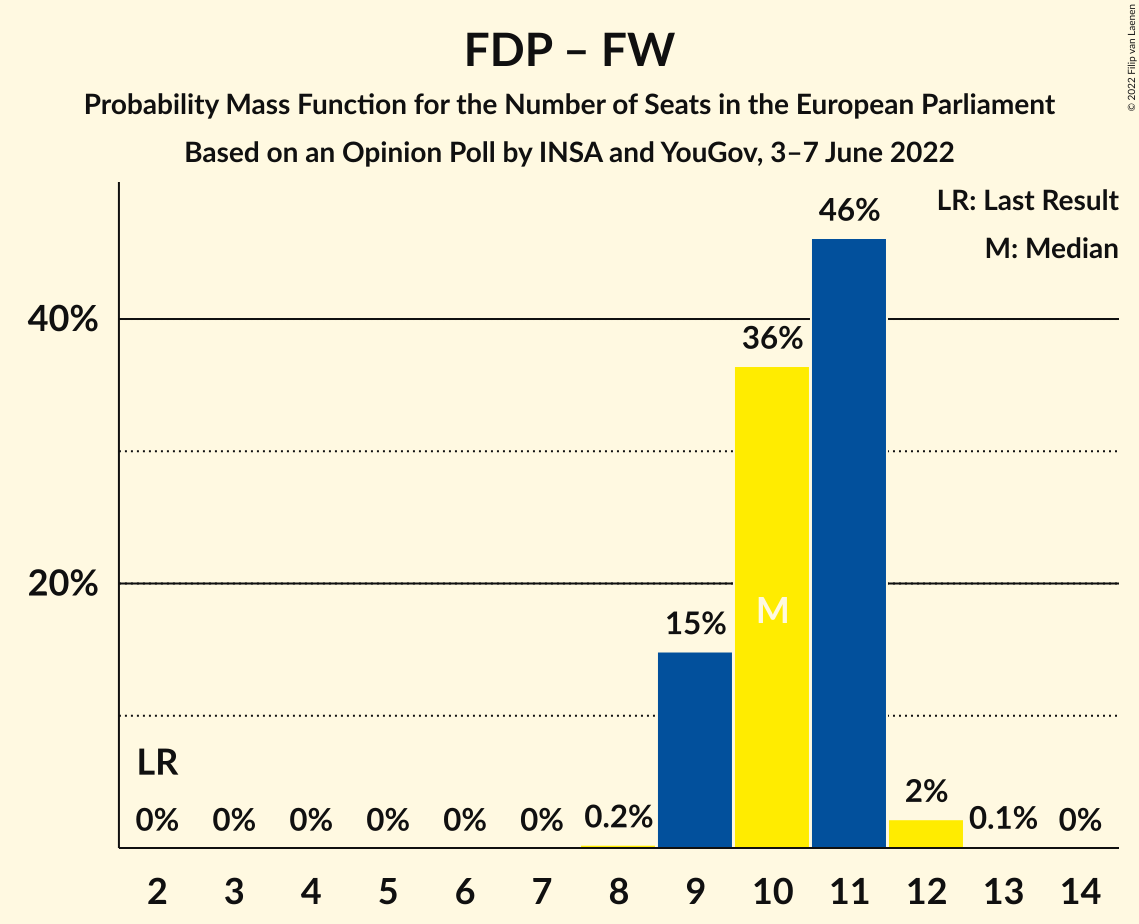 FDP – FW
Probability Mass Function for the Number of Seats in the European Parliament
Based on an Opinion Poll by INSA and YouGov, 3–7 June 2022
© 2022 Filip van Laenen
LR: Last Result
M: Median
46%
40%
36%
20%
M
15%
LR
0% 0% 0% 0% 0% 0% 0.2% 2% 0.1% 0%
2 3 4 5 6 7 8 9 10 11 12 13 14